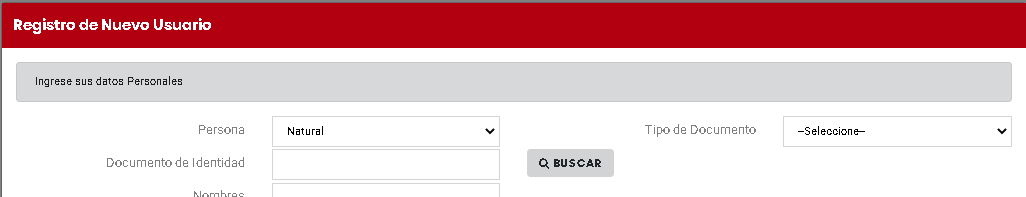 Registro de Nuevo Usuario
Ingrese sus datos Personales
Persona Natural Tipo de Documento --Seleccione--
Documento de Identidad BUSCAR
Nombres